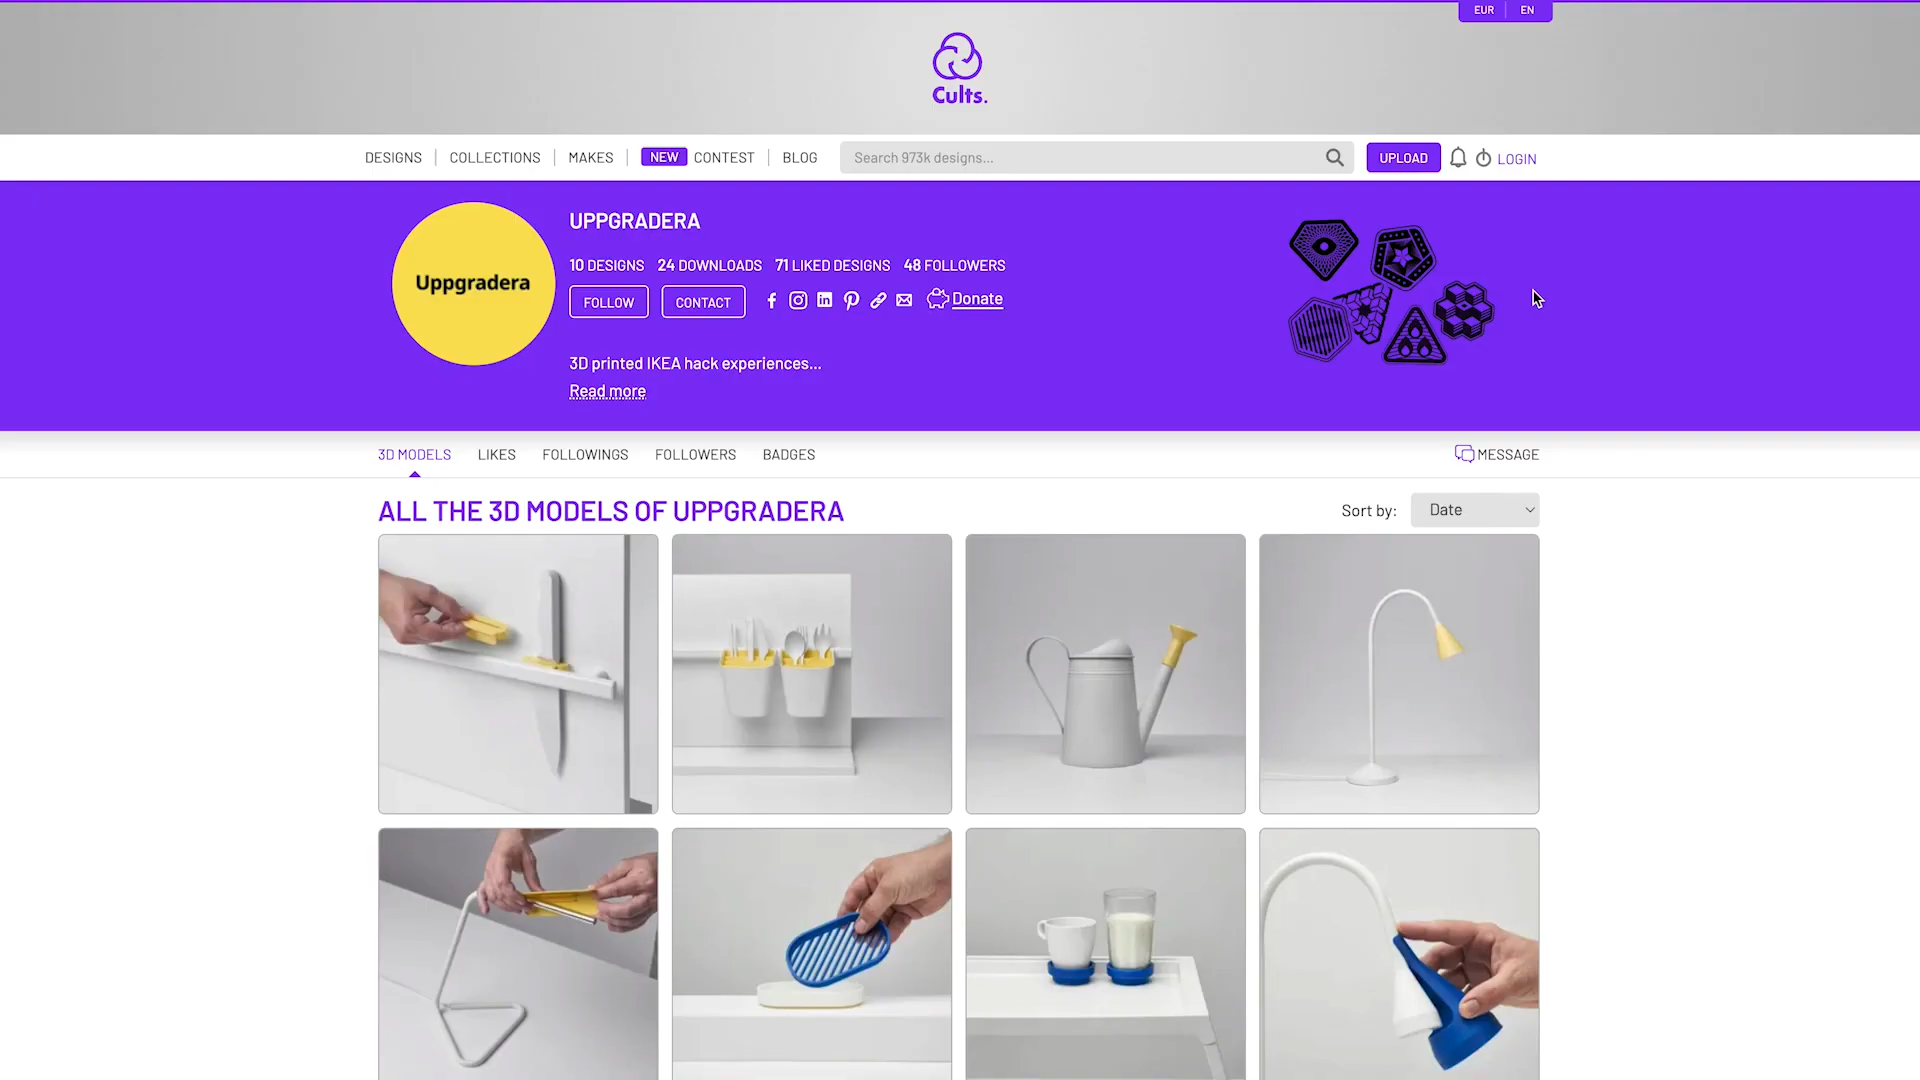 EUR EN
Cults.
DESIGNS COLLECTIONS MAKES NEW CONTEST BLOG Search 973k designs... UPLOAD LOGIN
Uppgradera
UPPGRADERA
10 DESIGNS 24 DOWNLOADS 71 LIKED DESIGNS 48 FOLLOWERS
FOLLOW CONTACT Donate
3D printed IKEA hack experiences...
Read more
3D MODELS LIKES FOLLOWINGS FOLLOWERS BADGES MESSAGE
ALL THE 3D MODELS OF UPPGRADERA Sort by: Date